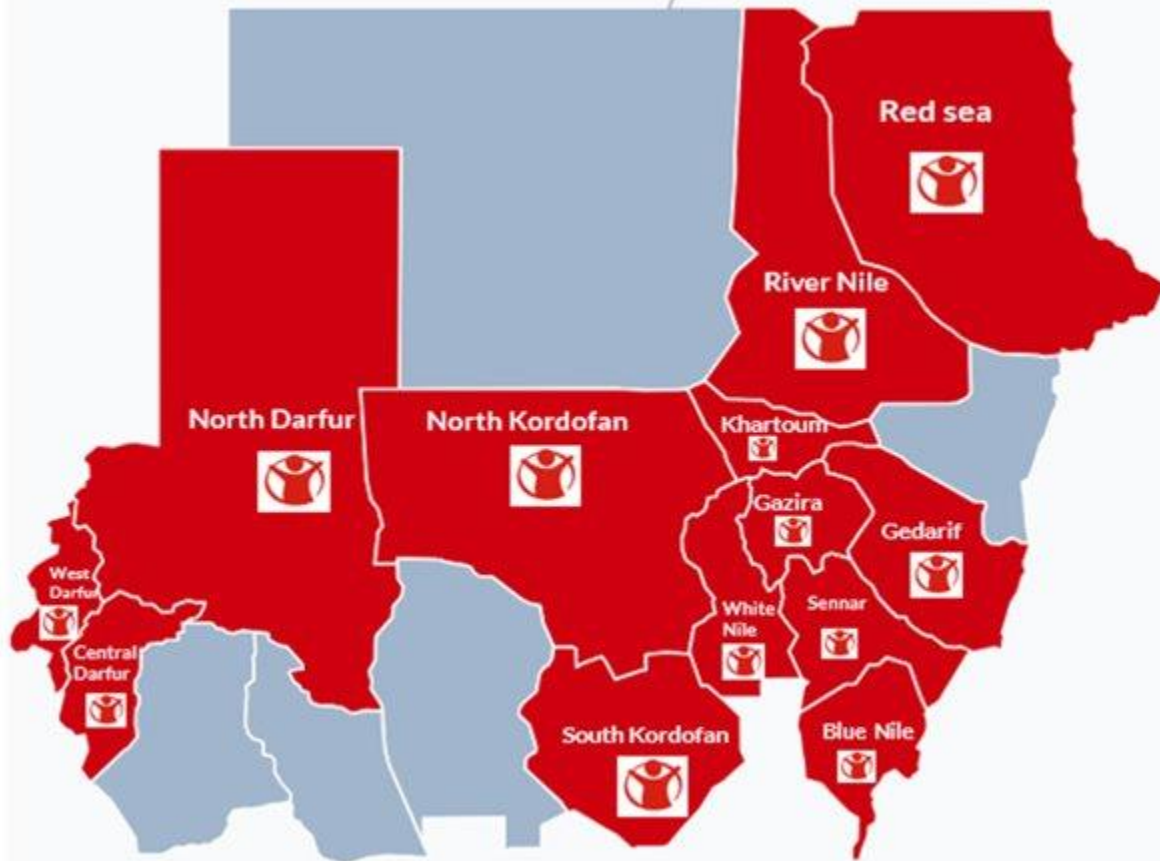 Red sea
River Nile
North Darfur
North Kordofan
Khartoum
Gazira
Gedarif
West
Darfur
White
Nile
Sennar
Central
Darfur
South Kordofan
Blue Nile